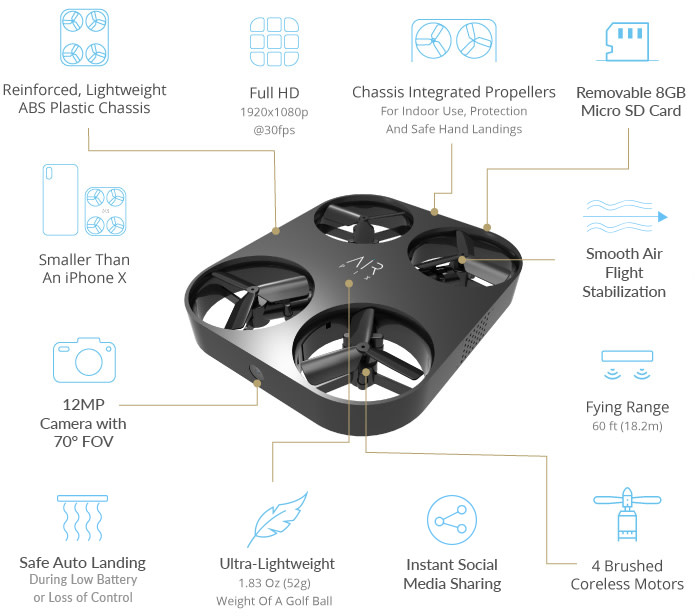 Reinforced, Lightweight
ABS Plastic Chassis
Full HD
1920x1080p
@30fps
Chassis Integrated Propellers
For Indoor Use, Protection
And Safe Hand Landings
Removable 8GB
Micro SD Card
Smaller Than
An iPhone X
AIR
PIX
Smooth Air
Flight
Stabilization
12MP
Camera with
70° FOV
Fying Range
60 ft (18.2m)
Safe Auto Landing
During Low Battery
or Loss of Control
Ultra-Lightweight
1.83 Oz (52g)
Weight Of A Golf Ball
Instant Social
Media Sharing
4 Brushed
Coreless Motors